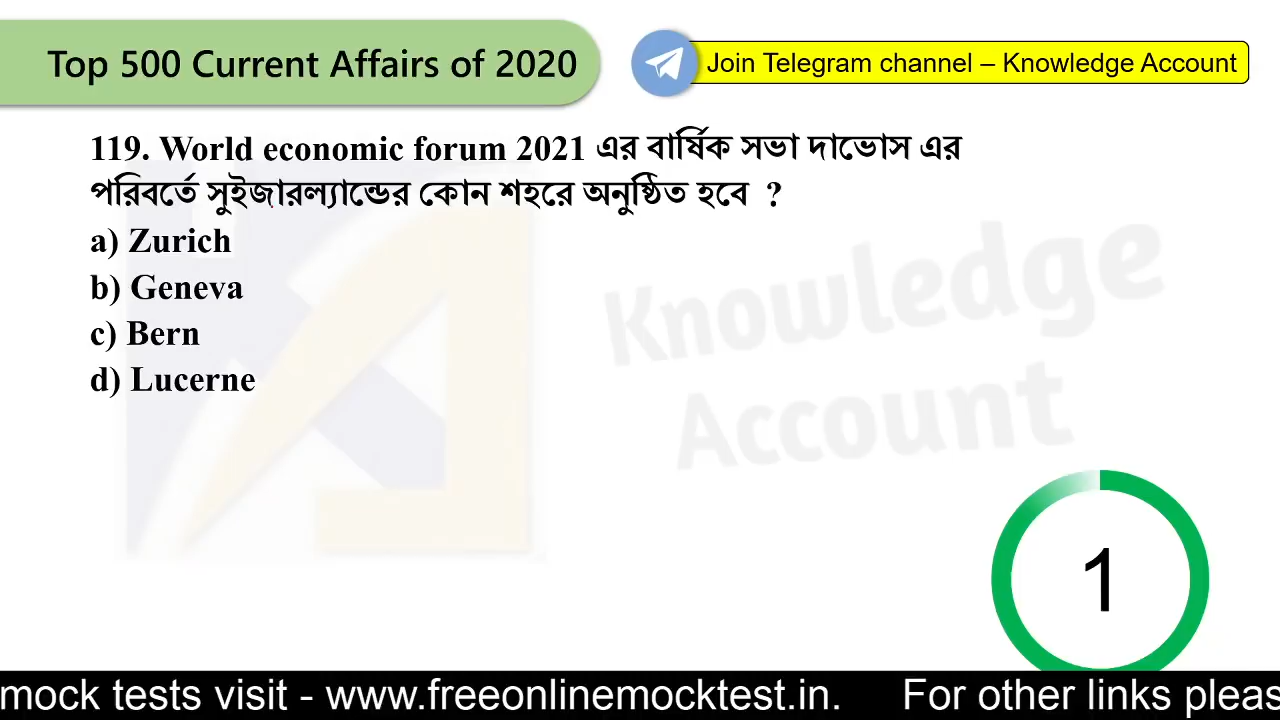 Top 500 Current Affairs of 2020
Join Telegram channel – Knowledge Account
119. World economic forum 2021 এর বার্ষিক সভা দাভোস এর
পরিবর্তে সুইজারল্যান্ডের কোন শহরে অনুষ্ঠিত হবে ?
a) Zurich
b) Geneva
c) Bern
d) Lucerne
Knowledge
Account
1
mock tests visit - www.freeonlinemocktest.in. For other links pleas